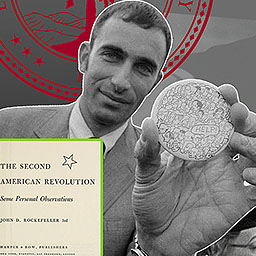 THE SECOND
AMERICAN REVOLUTION
Some Personal Observations
JOHN D. ROCKEFELLER 3rd
HARPER & ROW, PUBLISHERS